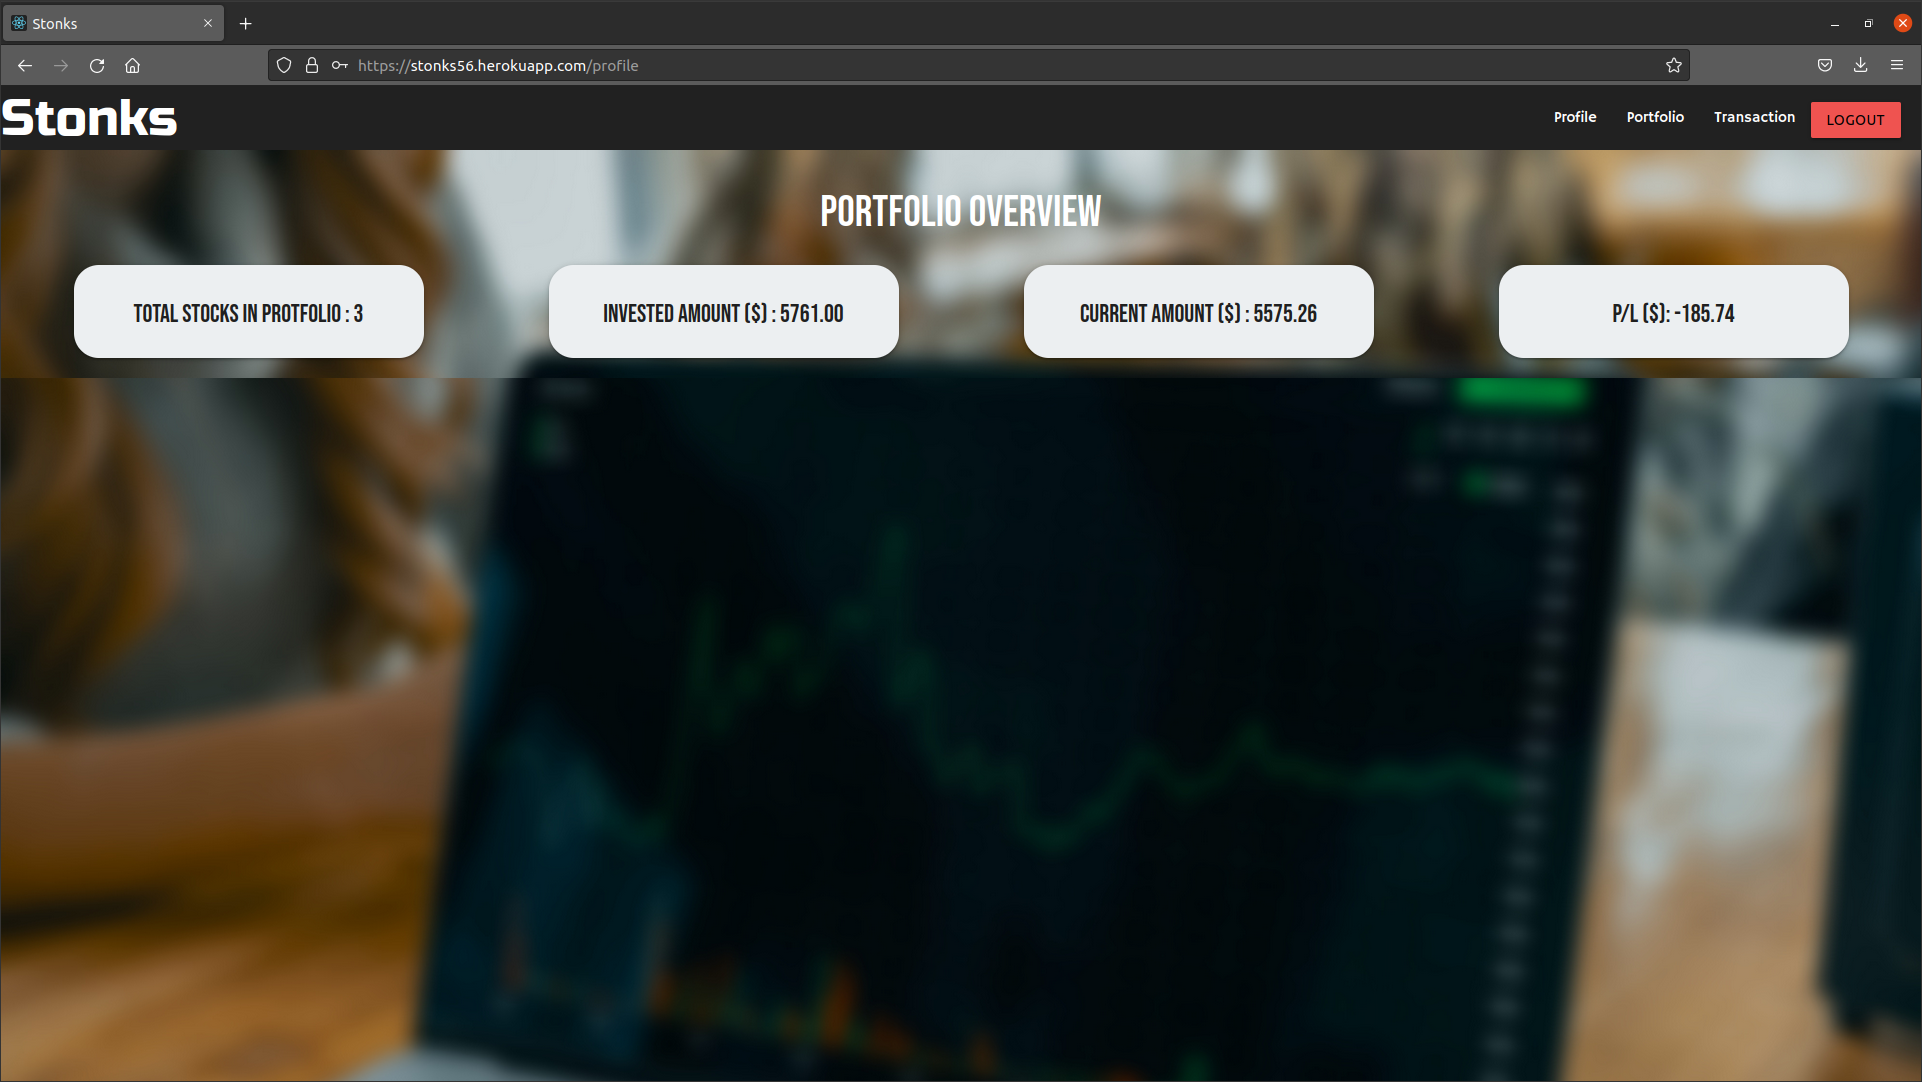 Stonks
https://stonks56.herokuapp.com/profile
Stonks
Profile Portfolio Transaction LOGOUT
PORTFOLIO OVERVIEW
TOTAL STOCKS IN PROTFOLIO : 3
INVESTED AMOUNT ($) : 5761.00
CURRENT AMOUNT ($) : 5575.26
P/L ($): -185.74